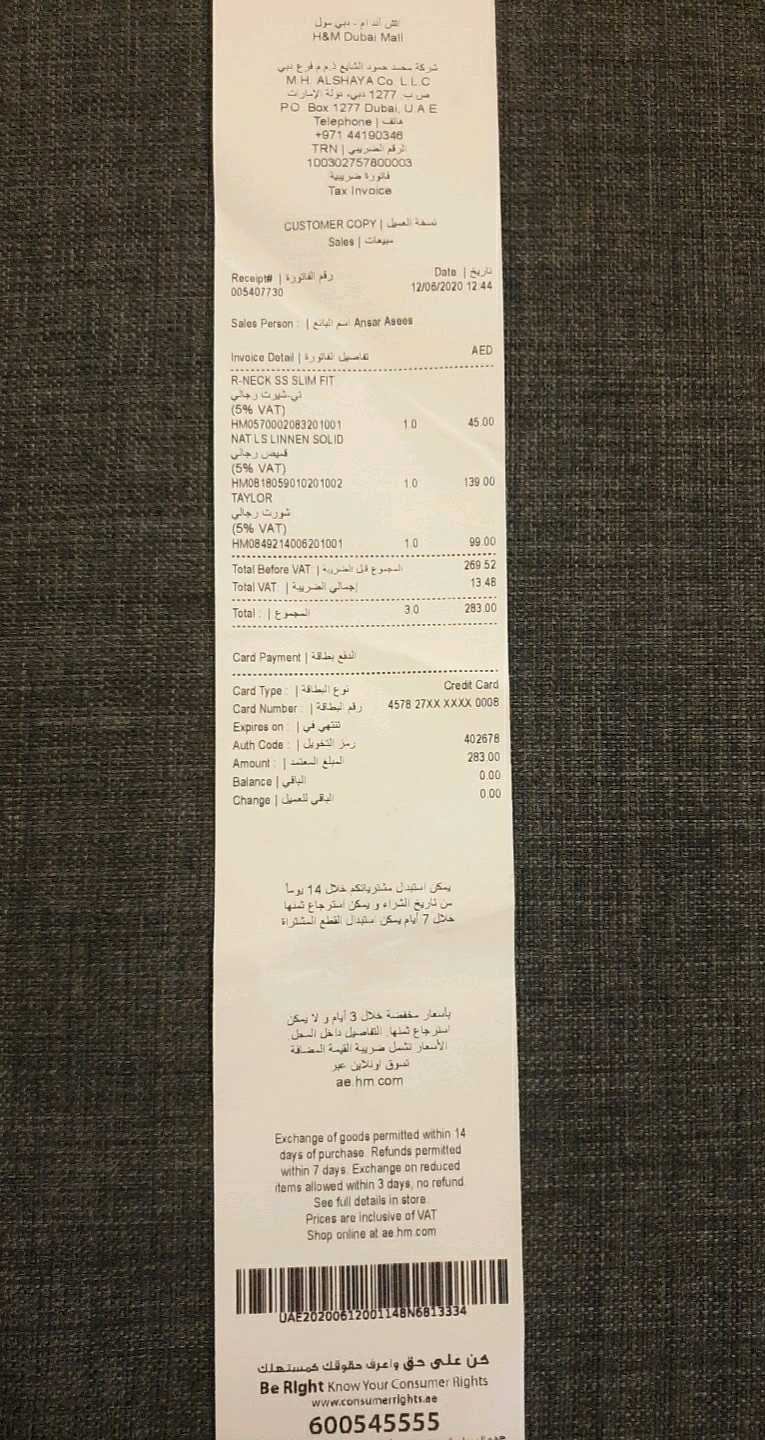 اتش أند إم - دبي مول
H&M Dubai Mall
شركة محمد حمود الشايع ذ.م.م فرع دبي
M.H. ALSHAYA Co. L.L.C
ص.ب. 1277 دبي، دولة الإمارات
P.O. Box 1277 Dubai, U.A.E
Telephone | هاتف
+971 44190346
TRN | الرقم الضريبي
100302757800003
فاتورة ضريبية
Tax Invoice
CUSTOMER COPY | نسخة العميل
Sales | مبيعات
Receipt# | رقم الفاتورة Date | تاريخ
005407730 12/06/2020 12:44
Sales Person : | اسم البائع Ansar Asees
Invoice Detail | تفاصيل الفاتورة AED
R-NECK SS SLIM FIT
تي-شيرت رجالي
(5% VAT)
HM0570002083201001 1.0 45.00
NAT LS LINNEN SOLID
قميص رجالي
(5% VAT)
HM0818059010201002 1.0 139.00
TAYLOR
شورت رجالي
(5% VAT)
HM0849214006201001 1.0 99.00
Total Before VAT | المجموع قبل الضريبة 269.52
Total VAT | إجمالي الضريبة 13.48
Total : | المجموع 3.0 283.00
Card Payment | الدفع بطاقة
Card Type : | نوع البطاقة Credit Card
Card Number : | رقم البطاقة 4578 27XX XXXX 0008
Expires on : | تنتهي في
Auth Code : | رمز التخويل 402678
Amount : | المبلغ المعتمد 283.00
Balance | الباقي 0.00
Change | الباقي للعميل 0.00
يمكن استبدل مشترياتكم خلال 14 يوماً
من تاريخ الشراء و يمكن استرجاع ثمنها
خلال 7 أيام يمكن استبدال القطع المشتراة
بأسعار مخفضة خلال 3 أيام و لا يمكن
استرجاع ثمنها. التفاصيل داخل المحل
الأسعار تشمل ضريبة القيمة المضافة
تسوق اونلاين عبر
ae.hm.com
Exchange of goods permitted within 14
days of purchase. Refunds permitted
within 7 days. Exchange on reduced
items allowed within 3 days, no refund.
See full details in store.
Prices are inclusive of VAT
Shop online at ae.hm.com
UAE20200612001148N6813334
كن على حق واعرف حقوقك كمستهلك
Be Right Know Your Consumer Rights
www.consumerrights.ae
600545555